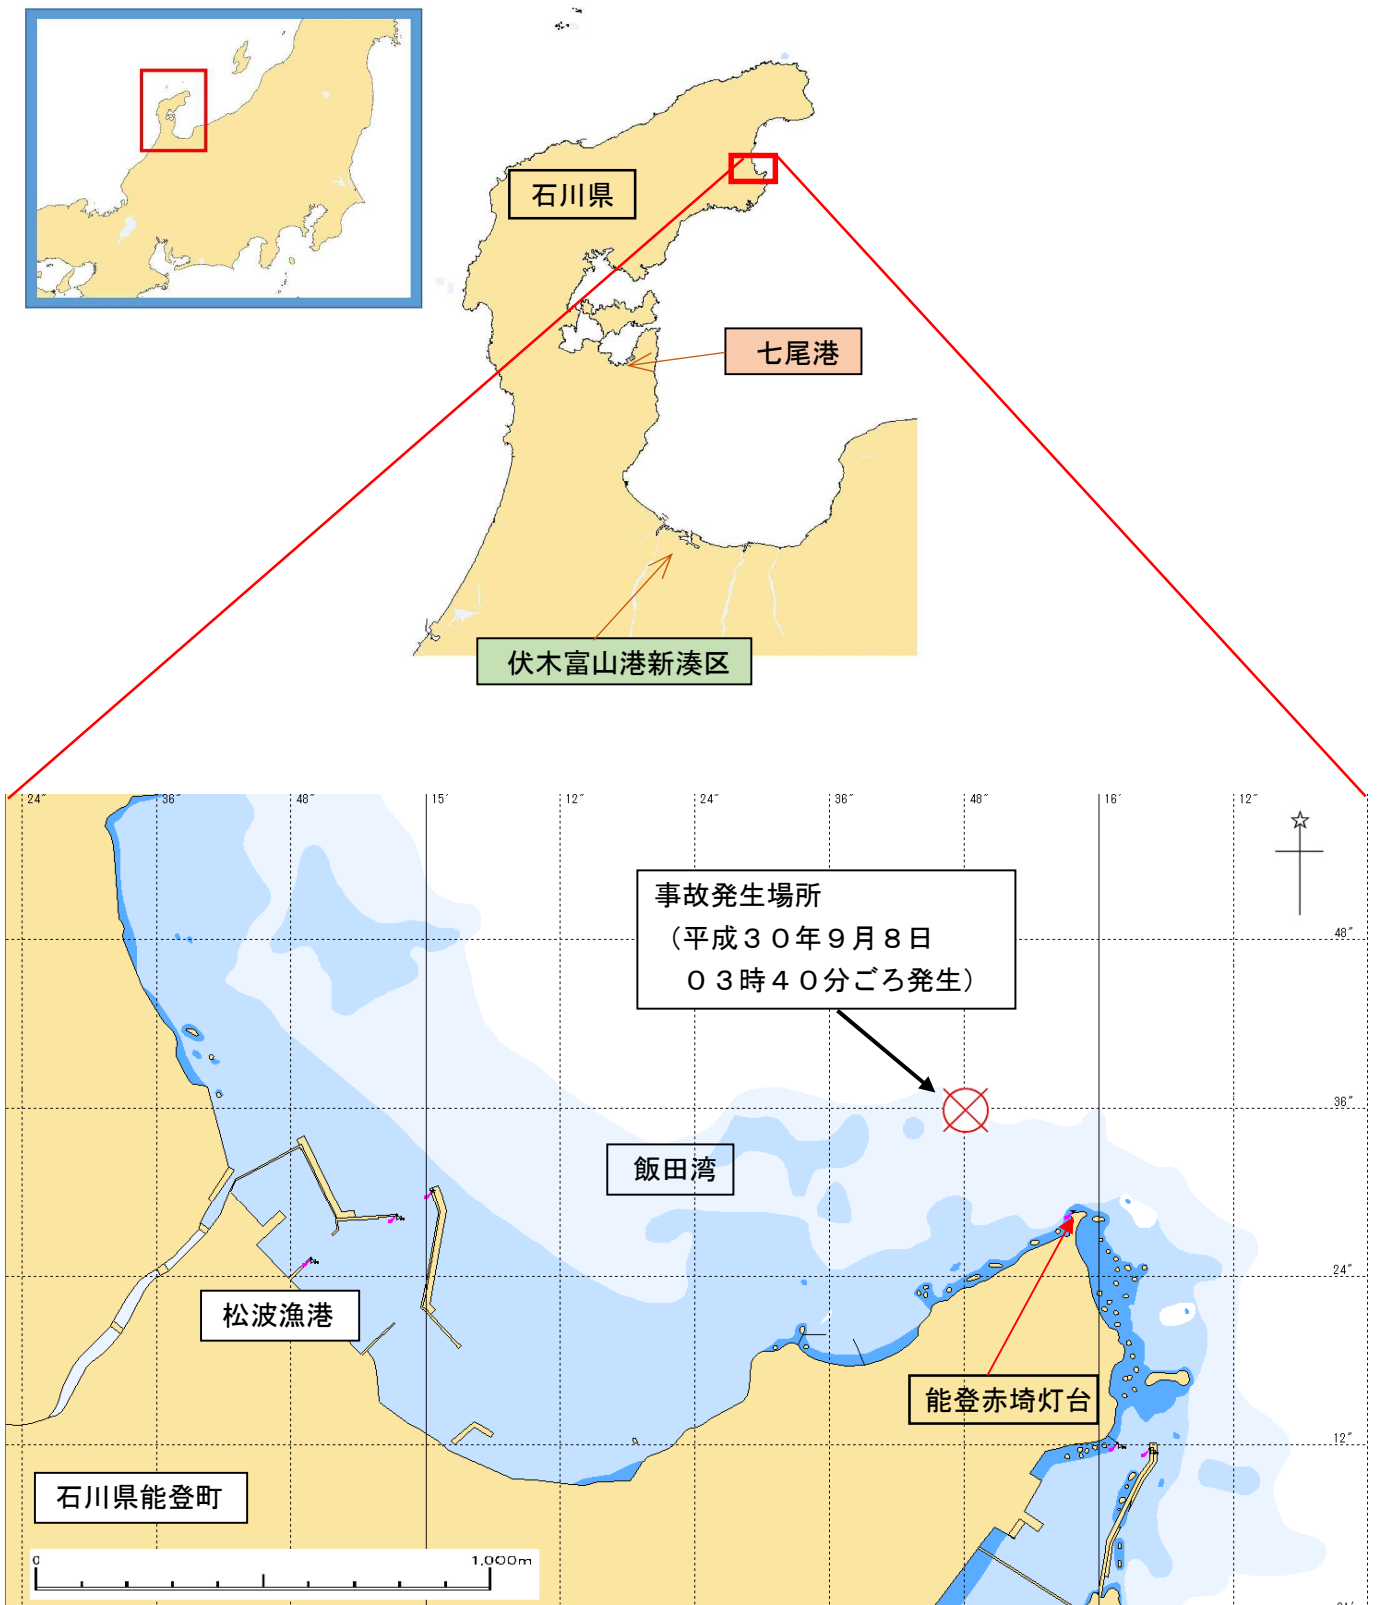 石川県
七尾港
伏木富山港新湊区
24″
36″
48″
15′
12″
24″
36″
48″
16′
12″
事故発生場所
（平成３０年９月８日
０３時４０分ごろ発生）
48″
36″
飯田湾
24″
松波漁港
能登赤埼灯台
12″
石川県能登町
0
1,000m